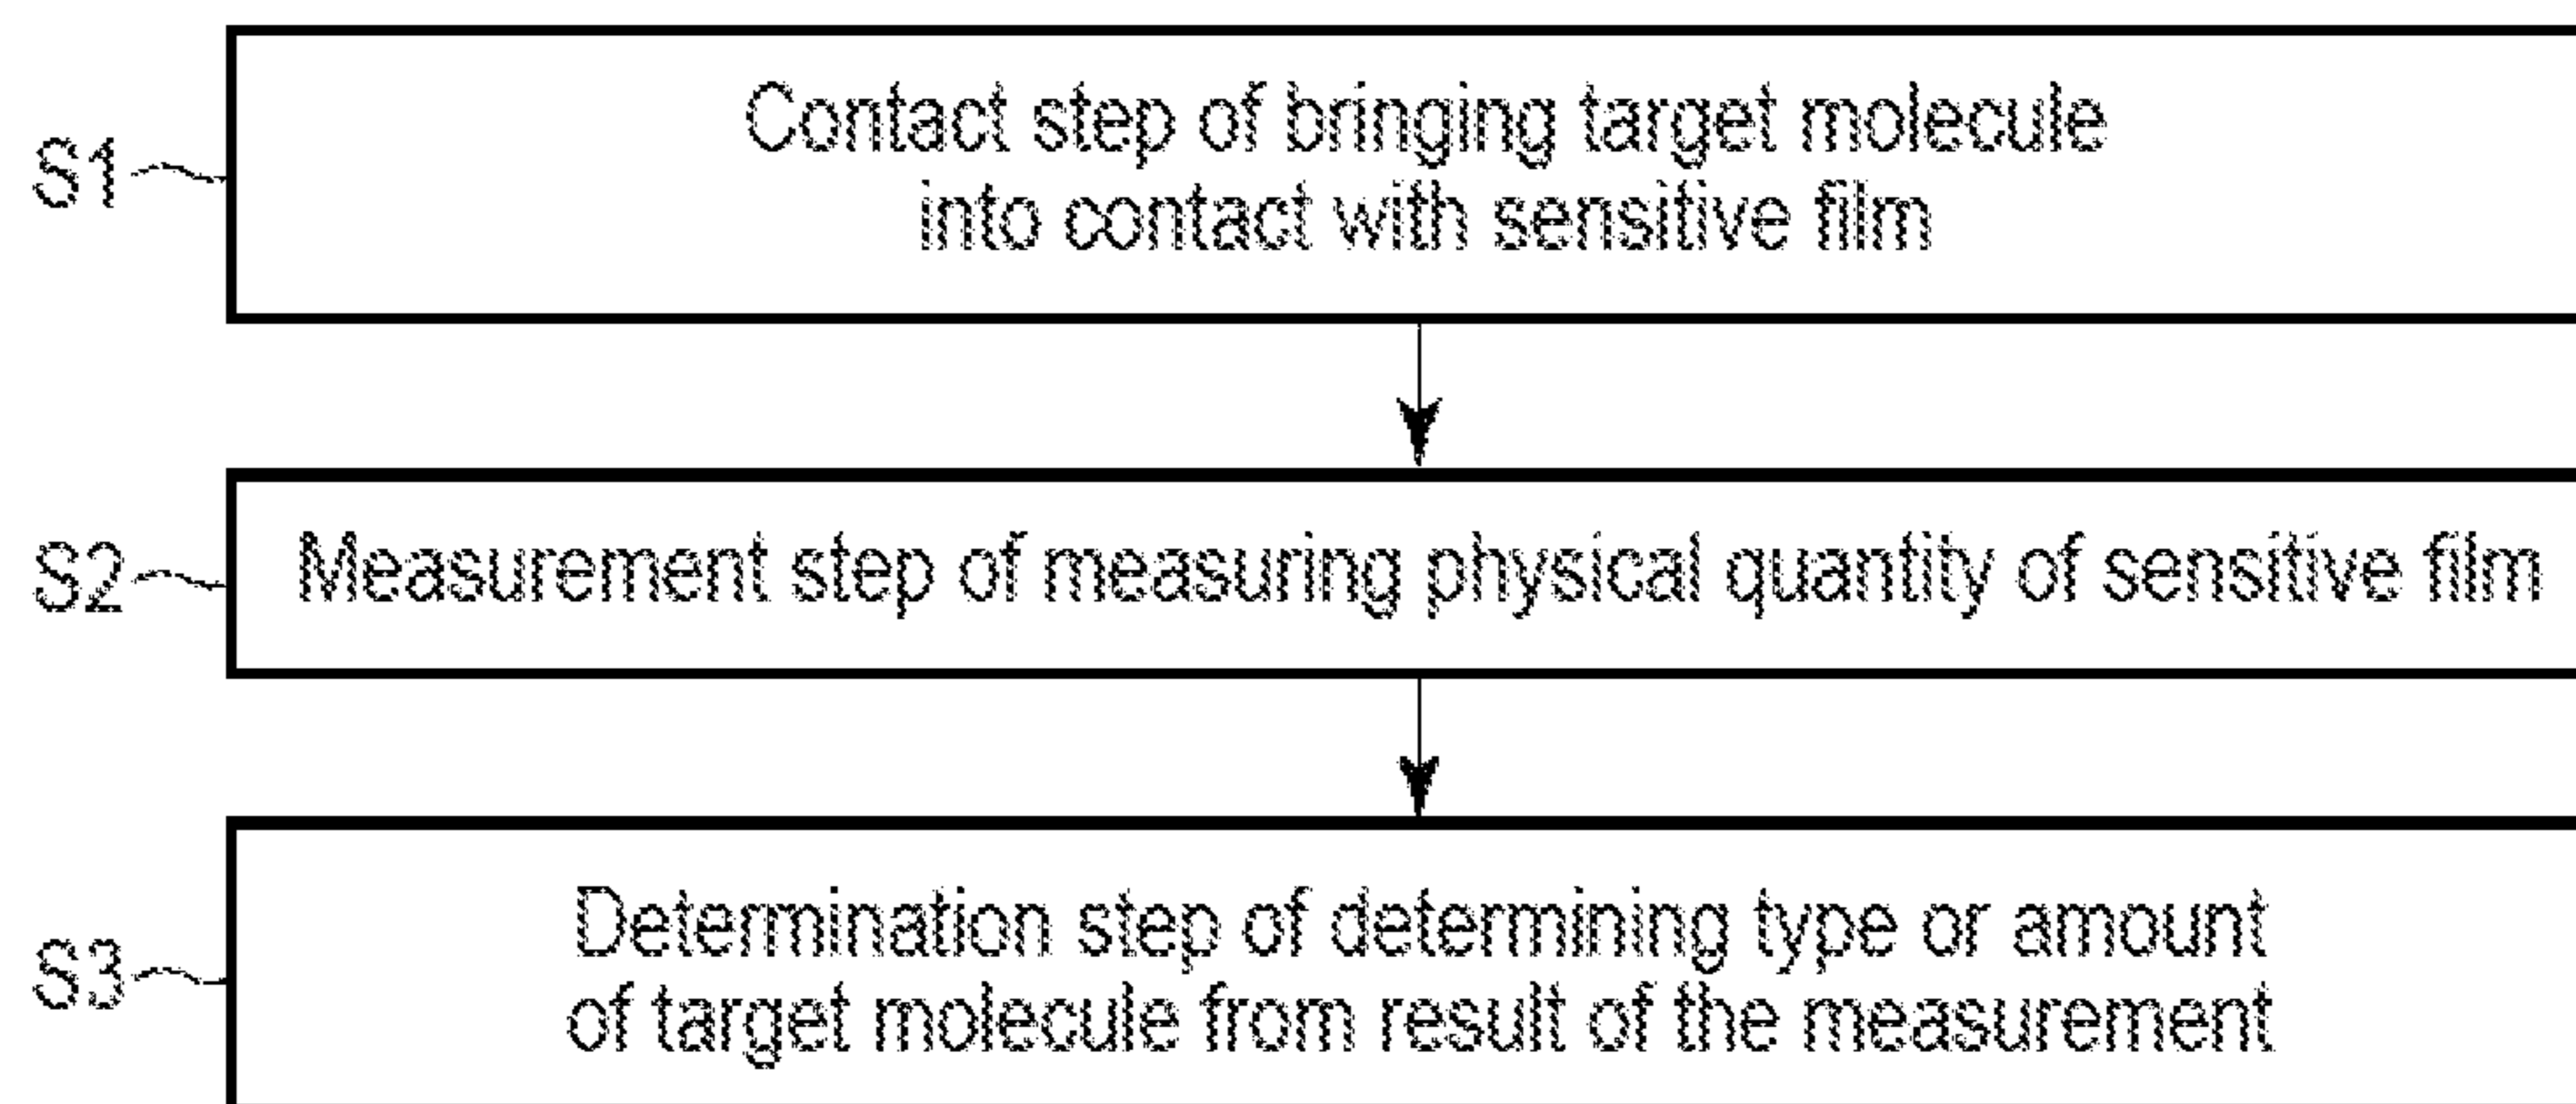 S1
Contact step of bringing target molecule
into contact with sensitive film
S2
Measurement step of measuring physical quantity of sensitive film
S3
Determination step of determining type or amount
of target molecule from result of the measurement